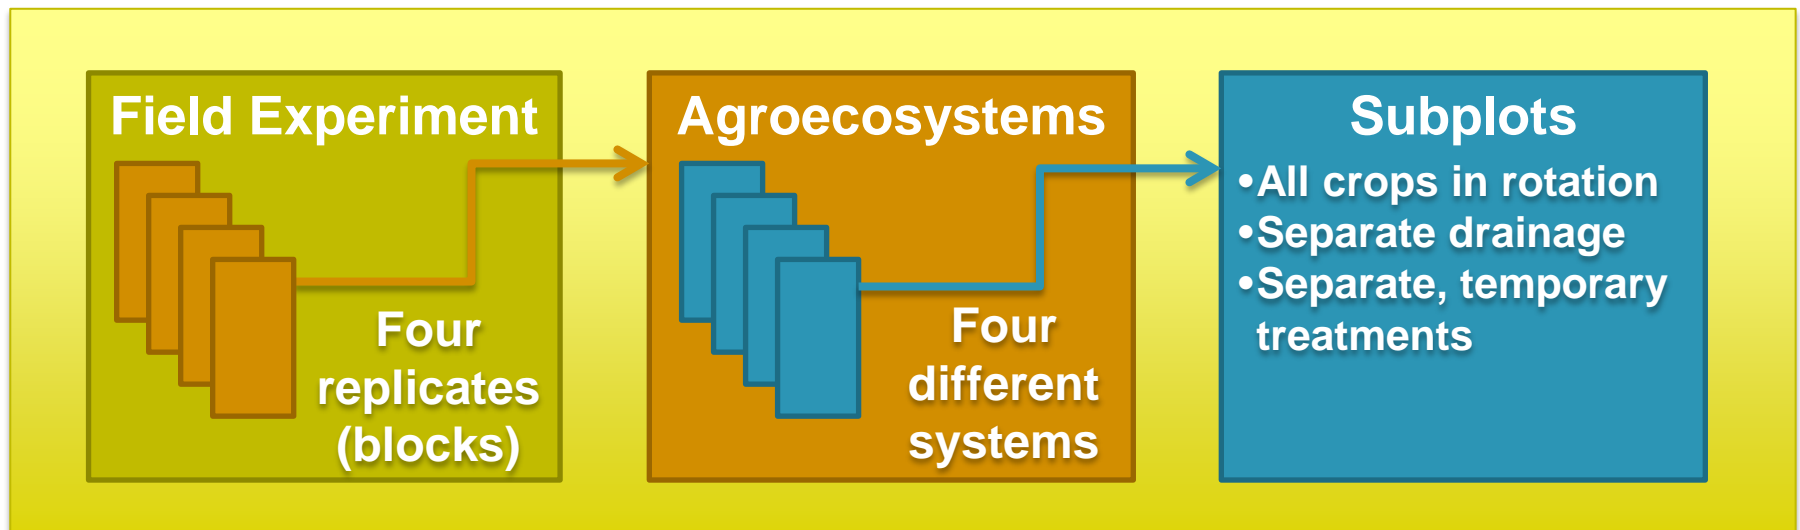 Field Experiment
Four
replicates
(blocks)
Agroecosystems
Four
different
systems
Subplots
•All crops in rotation
•Separate drainage
•Separate, temporary
treatments